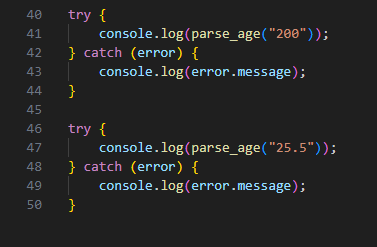 40 try {
41     console.log(parse_age("200"));
42 } catch (error) {
43     console.log(error.message);
44 }
45
46 try {
47     console.log(parse_age("25.5"));
48 } catch (error) {
49     console.log(error.message);
50 }